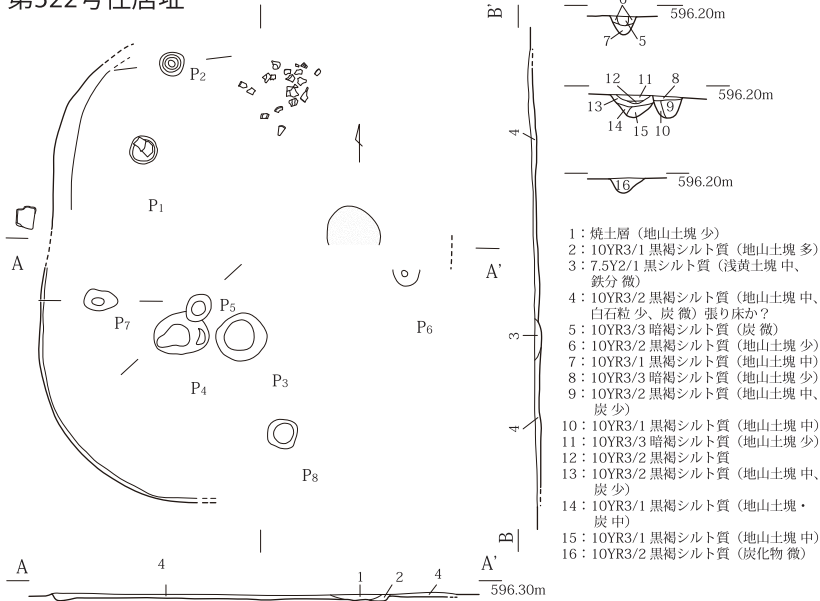 第522号住居址
B'
6
596.20m
7
5
P2
12
11
8
596.20m
13
9
14
15
10
4
P1
16
596.20m
A
A'
P5
P7
P6
P4
P3
3
P8
4
B
1：焼土層（地山土塊 少）
2：10YR3/1 黒褐シルト質（地山土塊 多）
3：7.5Y2/1 黒シルト質（浅黄土塊 中、
鉄分 微）
4：10YR3/2 黒褐シルト質（地山土塊 中、
白石粒 少、炭 微）張り床か？
5：10YR3/3 暗褐シルト質（炭 微）
6：10YR3/2 黒褐シルト質（地山土塊 少）
7：10YR3/1 黒褐シルト質（地山土塊 中）
8：10YR3/3 暗褐シルト質（地山土塊 少）
9：10YR3/2 黒褐シルト質（地山土塊 中、
炭 少）
10：10YR3/1 黒褐シルト質（地山土塊 中）
11：10YR3/3 暗褐シルト質（地山土塊 少）
12：10YR3/2 黒褐シルト質
13：10YR3/2 黒褐シルト質（地山土塊 中、
炭 少）
14：10YR3/1 黒褐シルト質（地山土塊・
炭 中）
15：10YR3/1 黒褐シルト質（地山土塊 中）
16：10YR3/2 黒褐シルト質（炭化物 微）
A
4
1
2
4
A'
596.30m